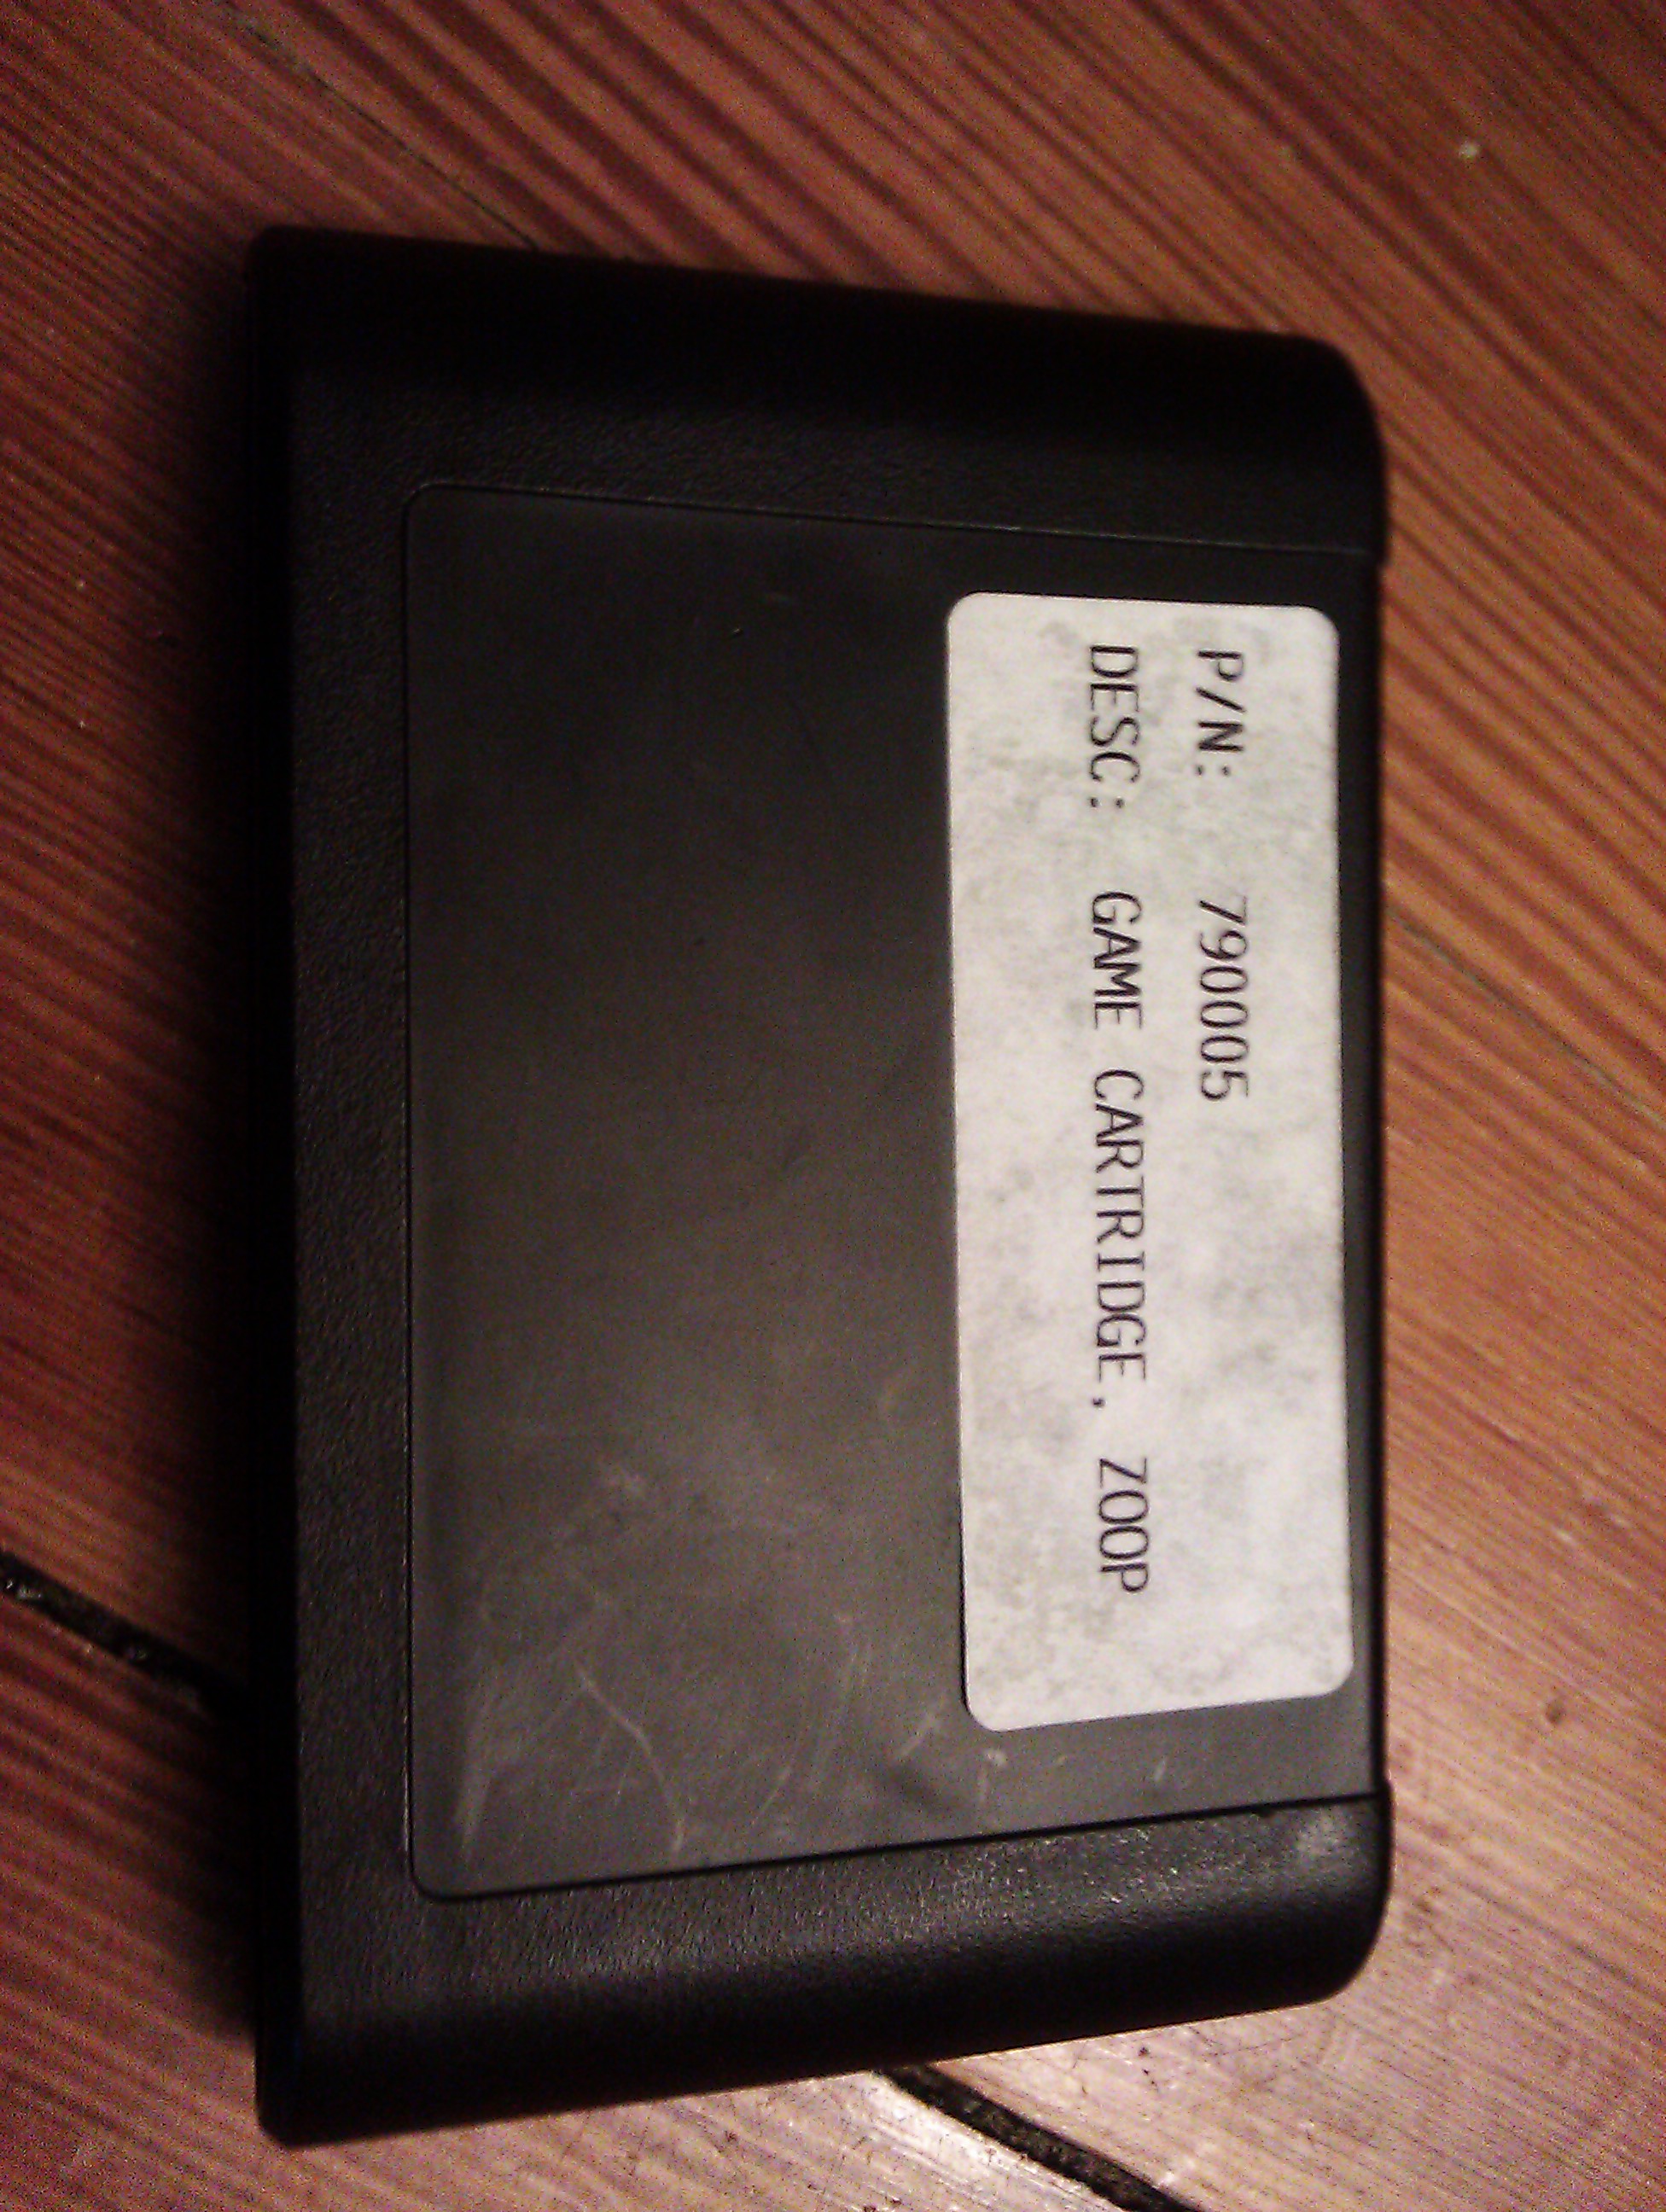 P/N: 790005
DESC: GAME CARTRIDGE, ZOOP